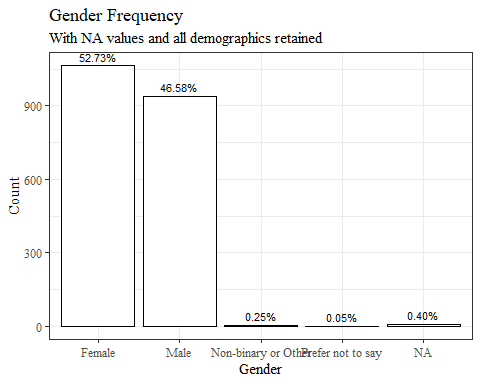 Gender Frequency
With NA values and all demographics retained
52.73%
46.58%
0.25%
0.05%
0.40%
900
600
300
0
Count
Female Male Non-binary or Other Prefer not to say NA
Gender